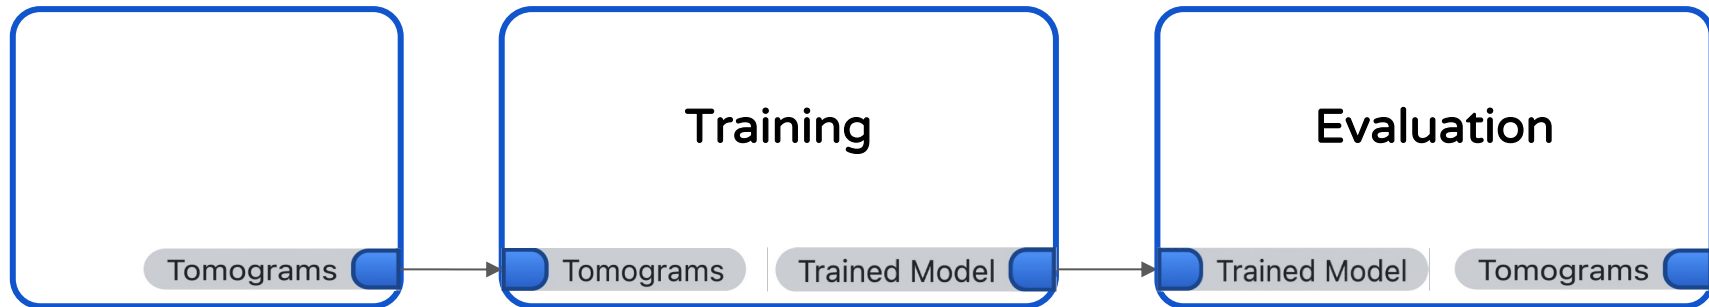 Training
Evaluation
Tomograms
Tomograms
Trained Model
Trained Model
Tomograms